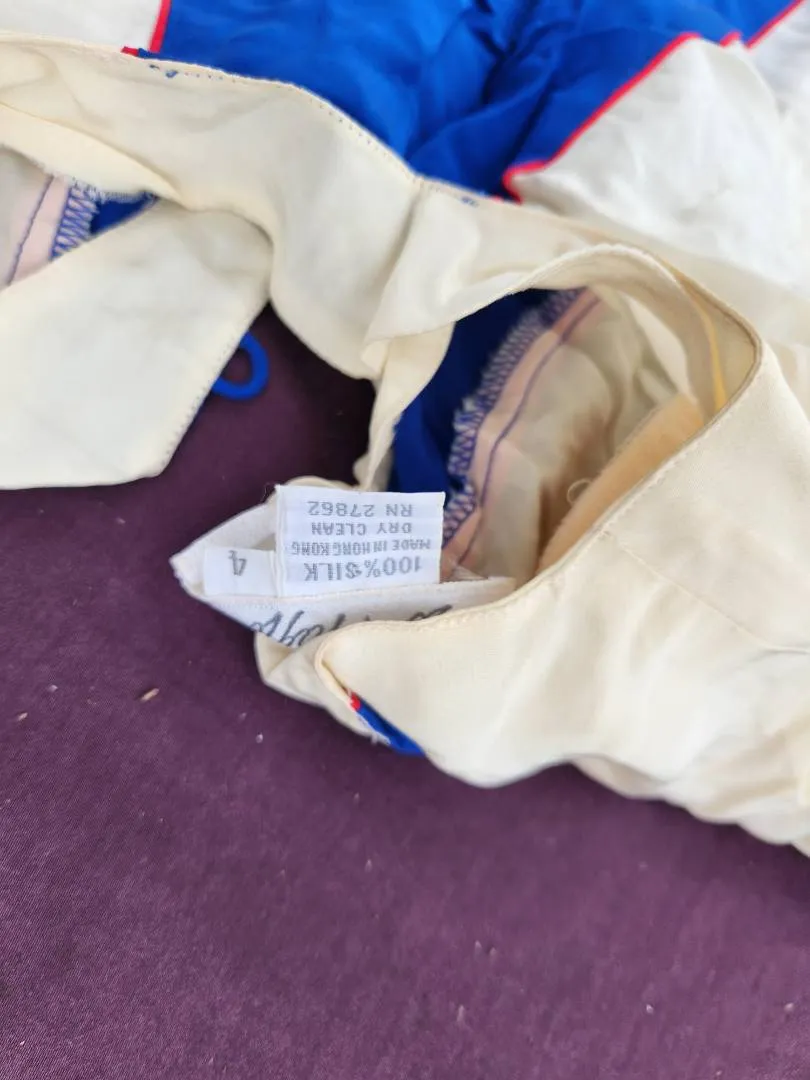 100% SILK
MADE IN HONG KONG
DRY CLEAN
RN 27862
4